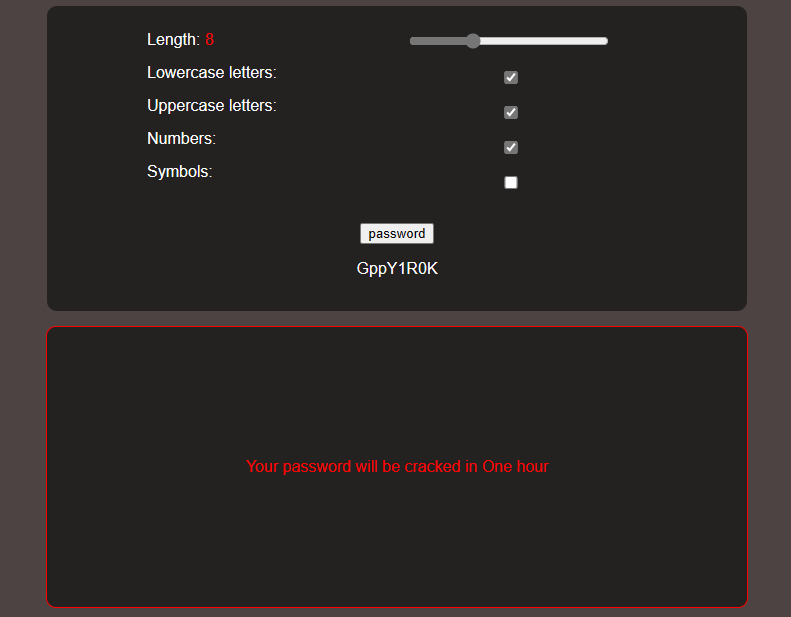 Length: 8
Lowercase letters:
Uppercase letters:
Numbers:
Symbols:
password
GppY1R0K
Your password will be cracked in One hour